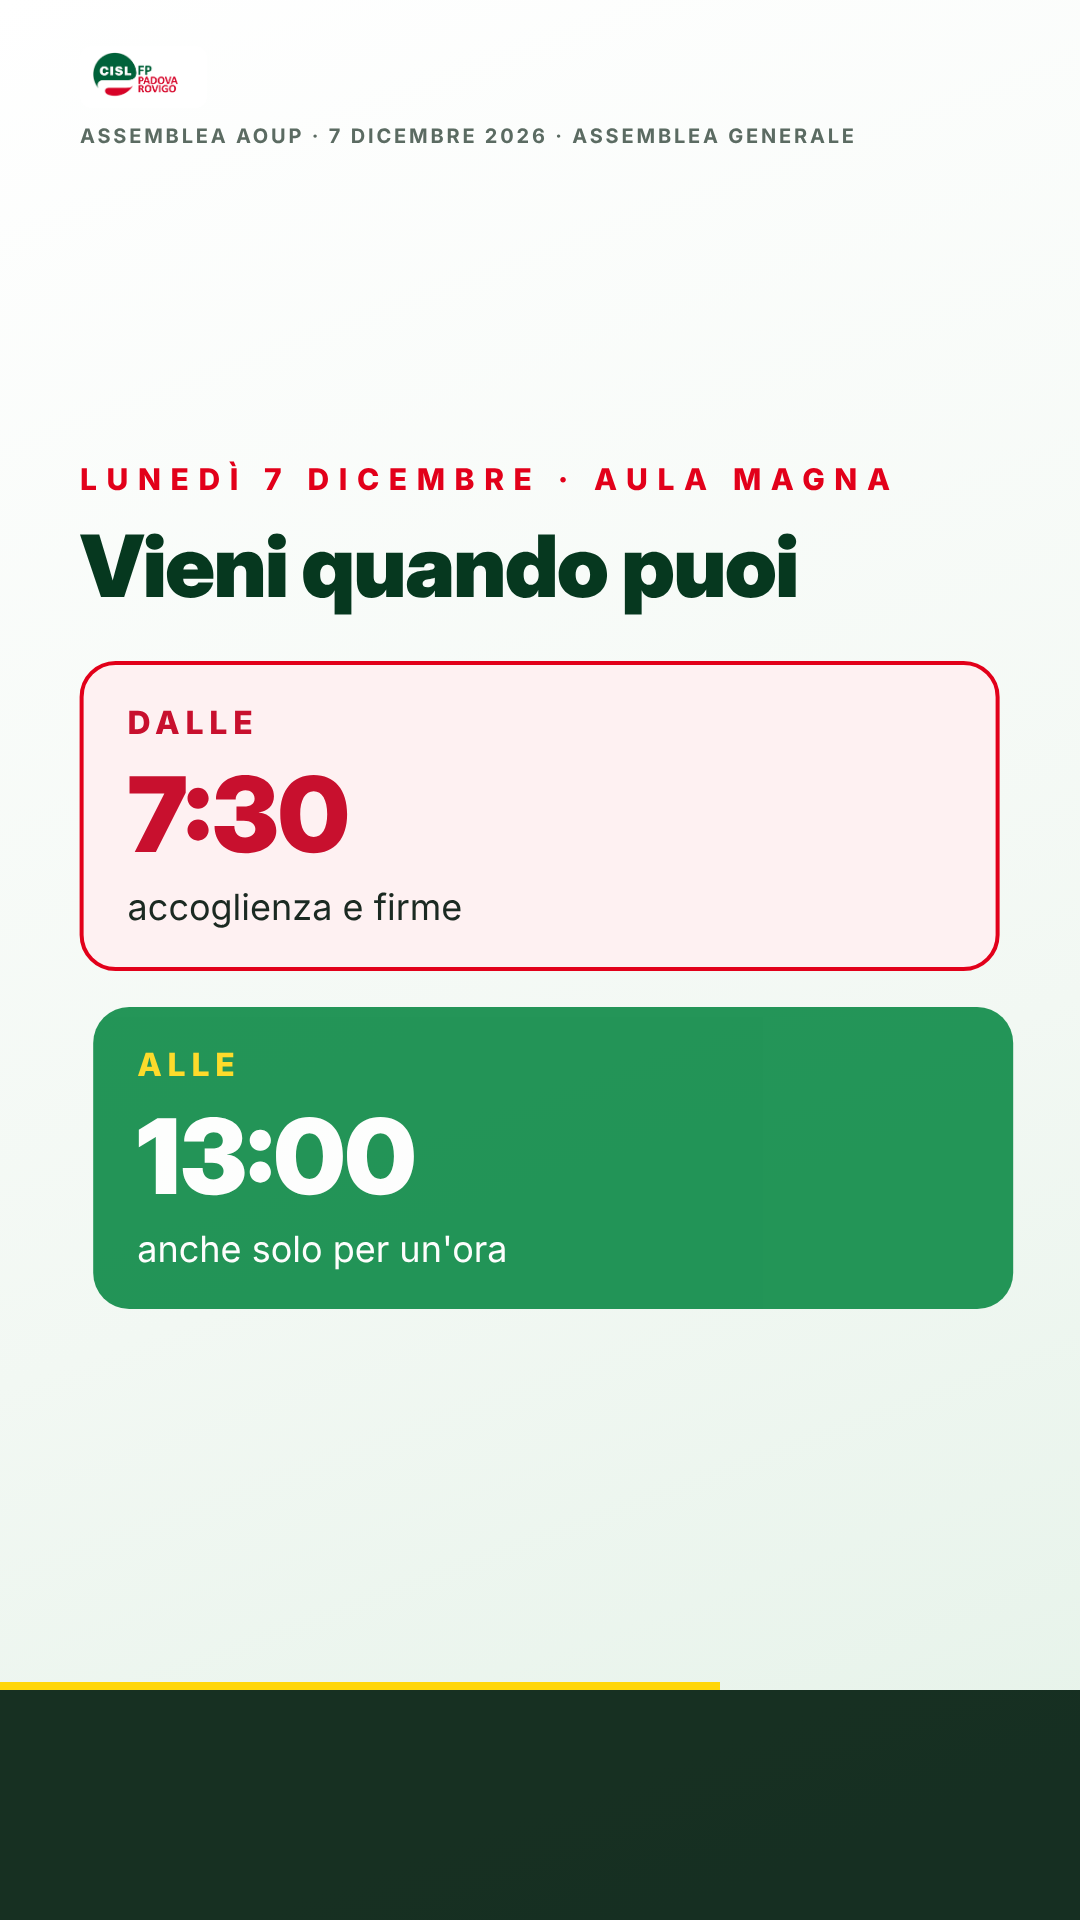 CISL FP
PADOVA
ROVIGO
ASSEMBLEA AOUP · 7 DICEMBRE 2026 · ASSEMBLEA GENERALE
LUNEDÌ 7 DICEMBRE · AULA MAGNA
Vieni quando puoi
DALLE
7:30
accoglienza e firme
ALLE
13:00
anche solo per un'ora